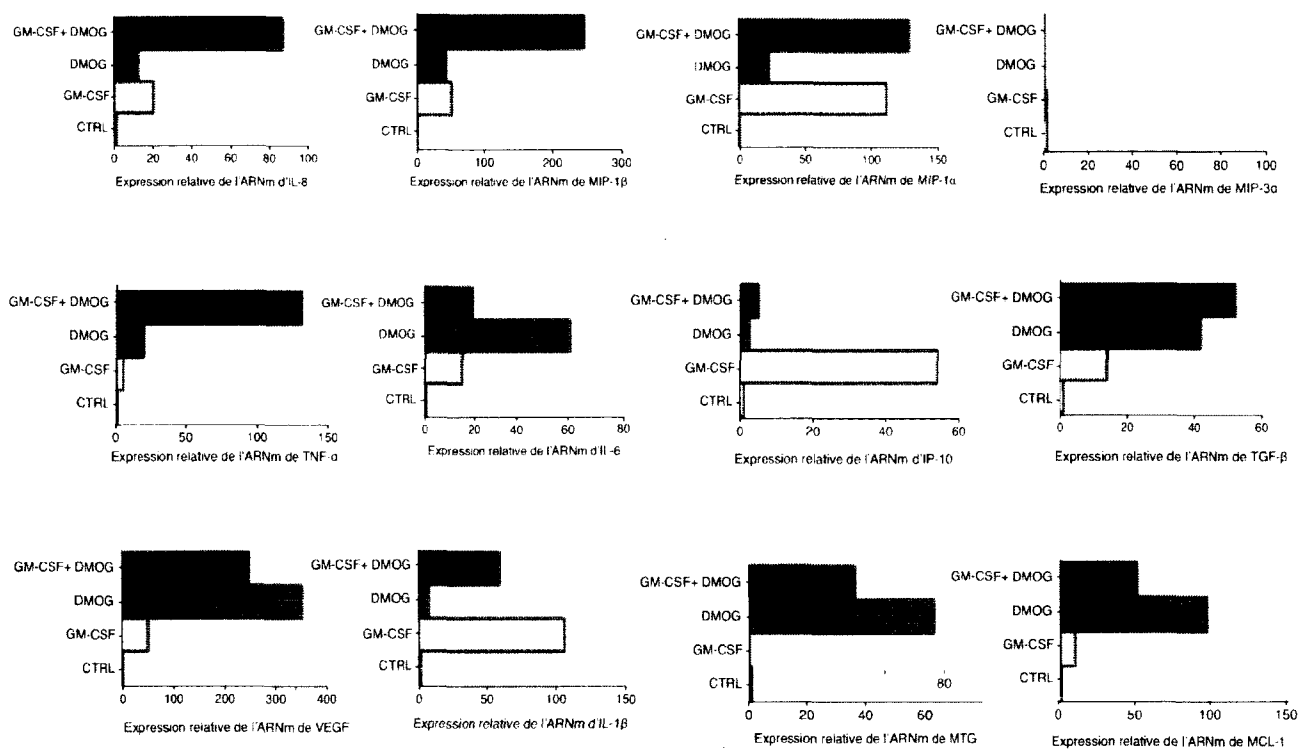 GM-CSF+ DMOG
DMOG
GM-CSF
CTRL
0 20 40 60 80 100
Expression relative de l'ARNm d'IL-8
GM-CSF+ DMOG
DMOG
GM-CSF
CTRL
0 100 200 300
Expression relative de l'ARNm de MIP-1β
GM-CSF+ DMOG
DMOG
GM-CSF
CTRL
0 50 100 150
Expression relative de l'ARNm de MIP-1α
GM-CSF+ DMOG
DMOG
GM-CSF
CTRL
0 20 40 60 80 100
Expression relative de l'ARNm de MIP-3α
GM-CSF+ DMOG
DMOG
GM-CSF
CTRL
0 50 100 150
Expression relative de l'ARNm de TNF-α
GM-CSF+ DMOG
DMOG
GM-CSF
CTRL
0 20 40 60 80
Expression relative de l'ARNm d'IL-6
GM-CSF+ DMOG
DMOG
GM-CSF
CTRL
0 20 40 60
Expression relative de l'ARNm d'IP-10
GM-CSF+ DMOG
DMOG
GM-CSF
CTRL
0 20 40 60
Expression relative de l'ARNm de TGF-β
GM-CSF+ DMOG
DMOG
GM-CSF
CTRL
0 100 200 300 400
Expression relative de l'ARNm de VEGF
GM-CSF+ DMOG
DMOG
GM-CSF
CTRL
0 50 100 150
Expression relative de l'ARNm d'IL-1β
GM-CSF+ DMOG
DMOG
GM-CSF
CTRL
80
0 20 40 60
Expression relative de l'ARNm de MTG
GM-CSF+ DMOG
DMOG
GM-CSF
CTRL
0 50 100 150
Expression relative de l'ARNm de MCL-1